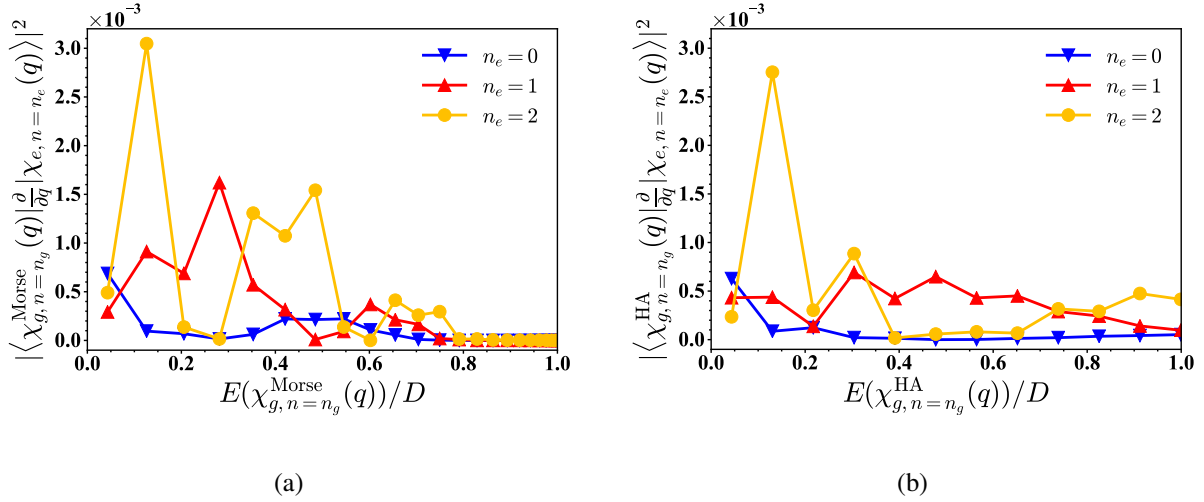 ×10⁻³
|⟨χ^Morse_{g, n=n_g}(q)|∂/∂q|χ_{e, n=n_e}(q)⟩|²
3.0
2.5
2.0
1.5
1.0
0.5
0.0
0.0 0.2 0.4 0.6 0.8 1.0
E(χ^Morse_{g, n=n_g}(q))/D
n_e = 0
n_e = 1
n_e = 2
(a)
×10⁻³
|⟨χ^HA_{g, n=n_g}(q)|∂/∂q|χ_{e, n=n_e}(q)⟩|²
3.0
2.5
2.0
1.5
1.0
0.5
0.0
0.0 0.2 0.4 0.6 0.8 1.0
E(χ^HA_{g, n=n_g}(q))/D
n_e = 0
n_e = 1
n_e = 2
(b)